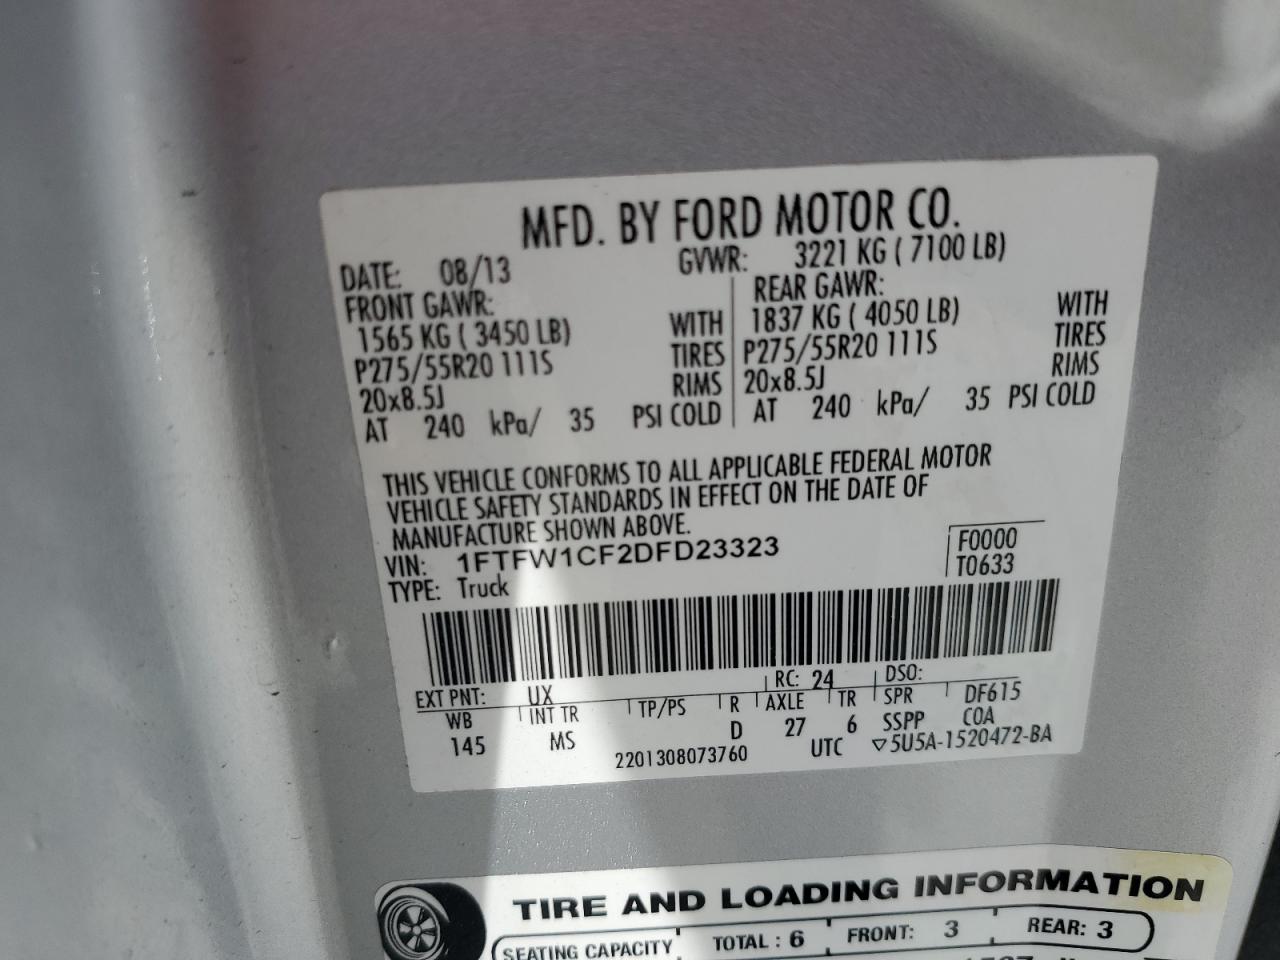 MFD. BY FORD MOTOR CO.
DATE: 08/13 GVWR: 3221 KG ( 7100 LB)
FRONT GAWR: REAR GAWR:
1565 KG ( 3450 LB) WITH 1837 KG ( 4050 LB) WITH
P275/55R20 111S TIRES P275/55R20 111S TIRES
20x8.5J RIMS 20x8.5J RIMS
AT 240 kPa/ 35 PSI COLD AT 240 kPa/ 35 PSI COLD
THIS VEHICLE CONFORMS TO ALL APPLICABLE FEDERAL MOTOR
VEHICLE SAFETY STANDARDS IN EFFECT ON THE DATE OF
MANUFACTURE SHOWN ABOVE.
VIN: 1FTFW1CF2DFD23323 F0000
TYPE: Truck T0633
EXT PNT: UX RC: 24 DSO:
WB INT TR TP/PS R AXLE TR SPR DF615
145 MS D 27 6 SSPP C0A
2201308073760 UTC ▽5U5A-1520472-BA
TIRE AND LOADING INFORMATION
SEATING CAPACITY TOTAL : 6 FRONT: 3 REAR: 3